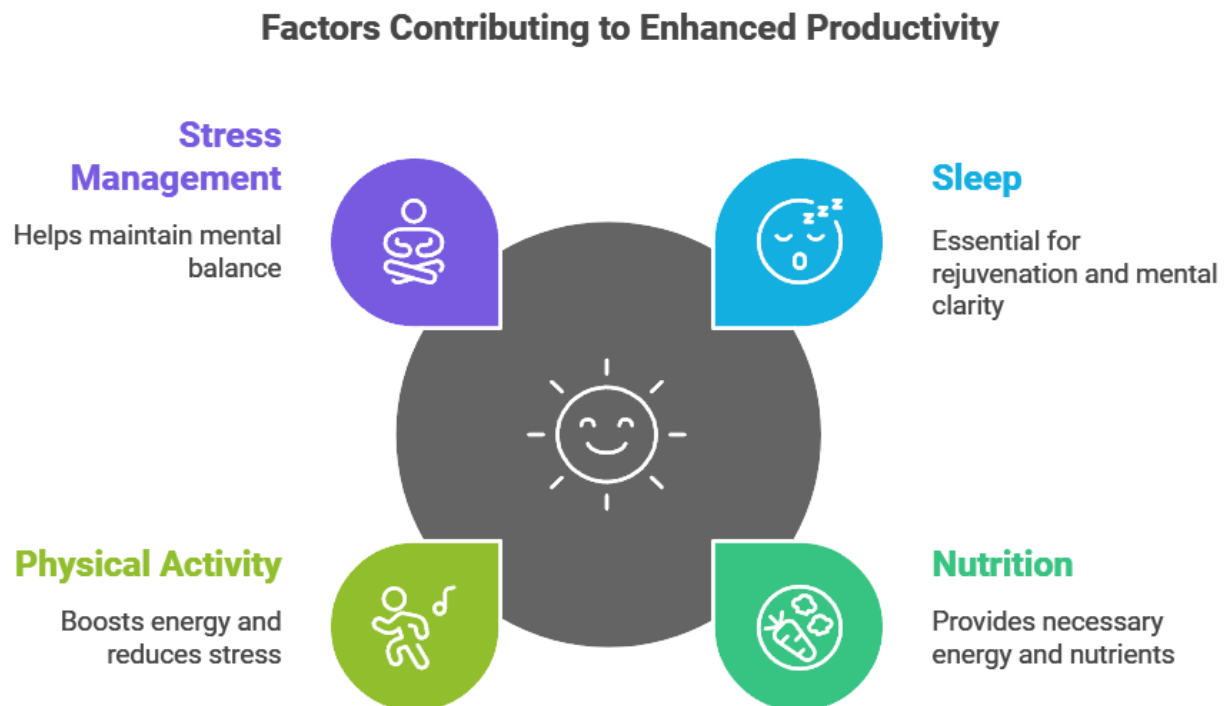 Factors Contributing to Enhanced Productivity
Stress
Management
Helps maintain mental
balance
Sleep
Essential for
rejuvenation and mental
clarity
z z z
Physical Activity
Boosts energy and
reduces stress
Nutrition
Provides necessary
energy and nutrients